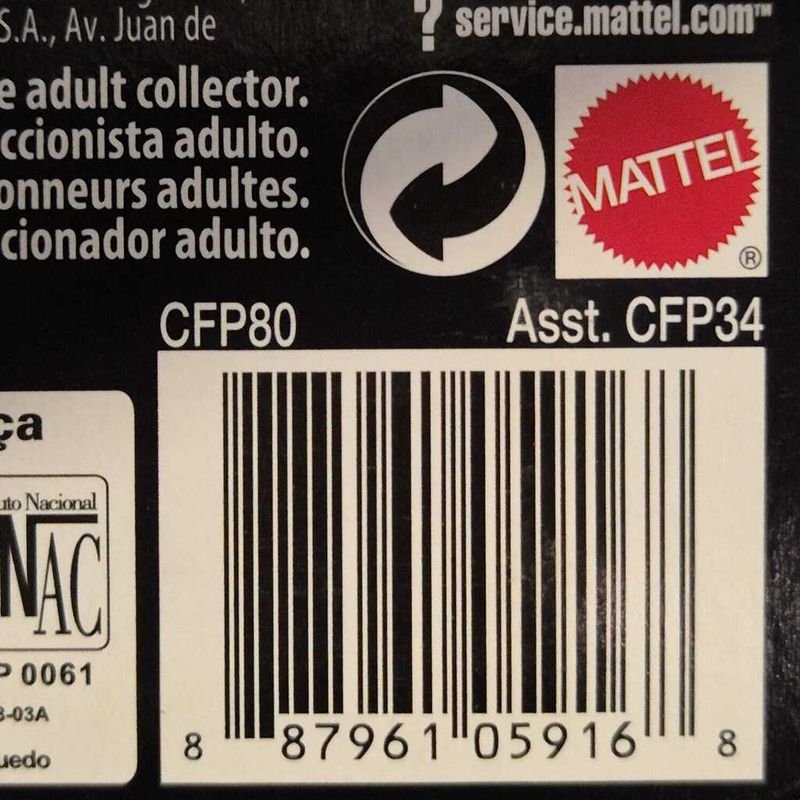 S.A., Av. Juan de
? service.mattel.com™
e adult collector.
ccionista adulto.
onneurs adultes.
cionador adulto.
MATTEL
®
CFP80
Asst. CFP34
ça
uto Nacional
NAC
P 0061
3-03A
uedo
8 87961 05916 8